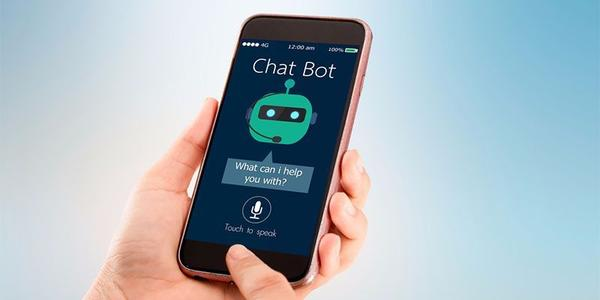 4G 12:00 am 100%
Chat Bot
What can i help
you with?
Touch to speak